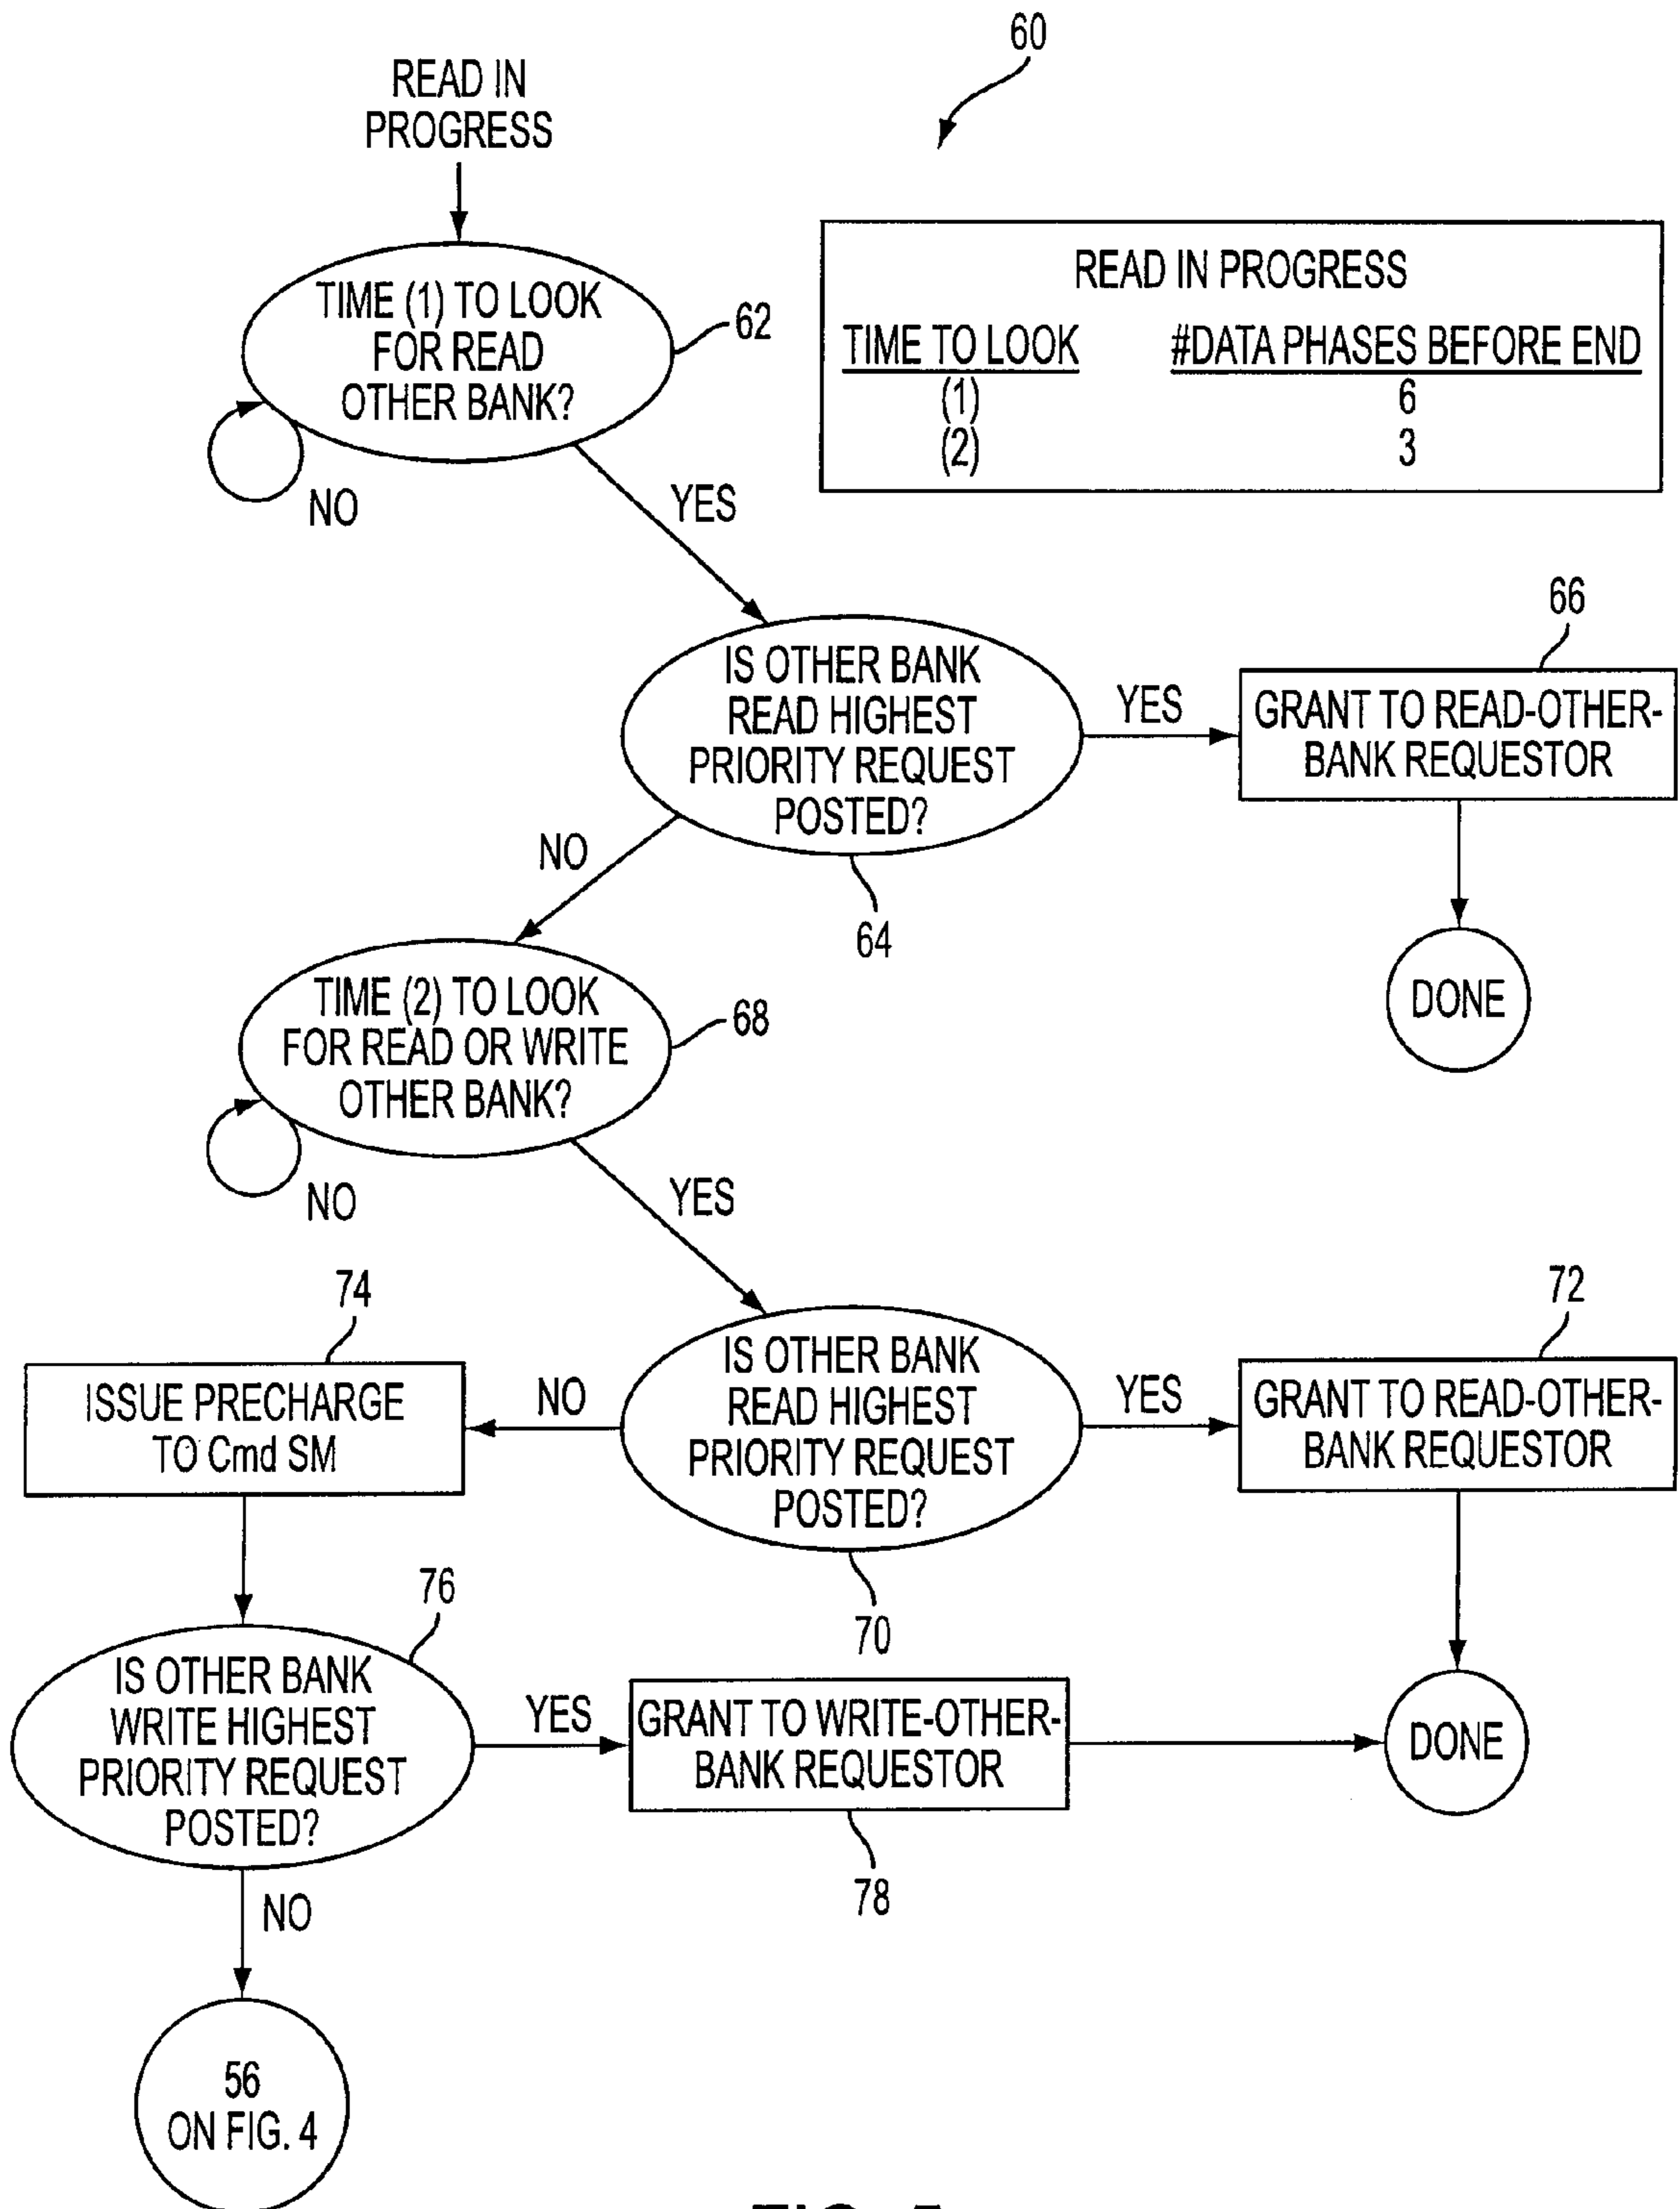 60
READ IN
PROGRESS
TIME (1) TO LOOK
FOR READ
OTHER BANK?
62
NO
YES
READ IN PROGRESS
TIME TO LOOK #DATA PHASES BEFORE END
(1) 6
(2) 3
IS OTHER BANK
READ HIGHEST
PRIORITY REQUEST
POSTED?
64
YES
66
GRANT TO READ-OTHER-
BANK REQUESTOR
DONE
NO
TIME (2) TO LOOK
FOR READ OR WRITE
OTHER BANK?
68
NO
YES
IS OTHER BANK
READ HIGHEST
PRIORITY REQUEST
POSTED?
70
YES
72
GRANT TO READ-OTHER-
BANK REQUESTOR
NO
74
ISSUE PRECHARGE
TO Cmd SM
76
IS OTHER BANK
WRITE HIGHEST
PRIORITY REQUEST
POSTED?
YES
GRANT TO WRITE-OTHER-
BANK REQUESTOR
78
DONE
NO
56
ON FIG. 4